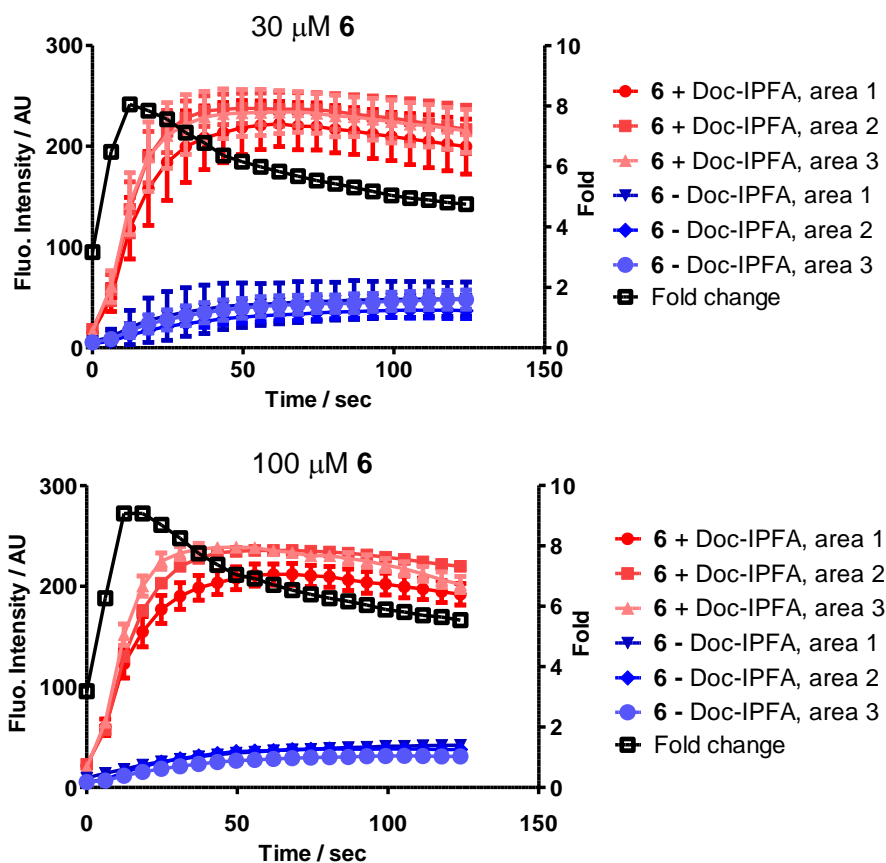 30 μM 6
300
200
100
0
Fluo. Intensity / AU
10
8
6
4
2
0
Fold
0
50
100
150
Time / sec
6 + Doc-IPFA, area 1
6 + Doc-IPFA, area 2
6 + Doc-IPFA, area 3
6 - Doc-IPFA, area 1
6 - Doc-IPFA, area 2
6 - Doc-IPFA, area 3
Fold change
100 μM 6
300
200
100
0
Fluo. Intensity / AU
10
8
6
4
2
0
Fold
0
50
100
150
Time / sec
6 + Doc-IPFA, area 1
6 + Doc-IPFA, area 2
6 + Doc-IPFA, area 3
6 - Doc-IPFA, area 1
6 - Doc-IPFA, area 2
6 - Doc-IPFA, area 3
Fold change